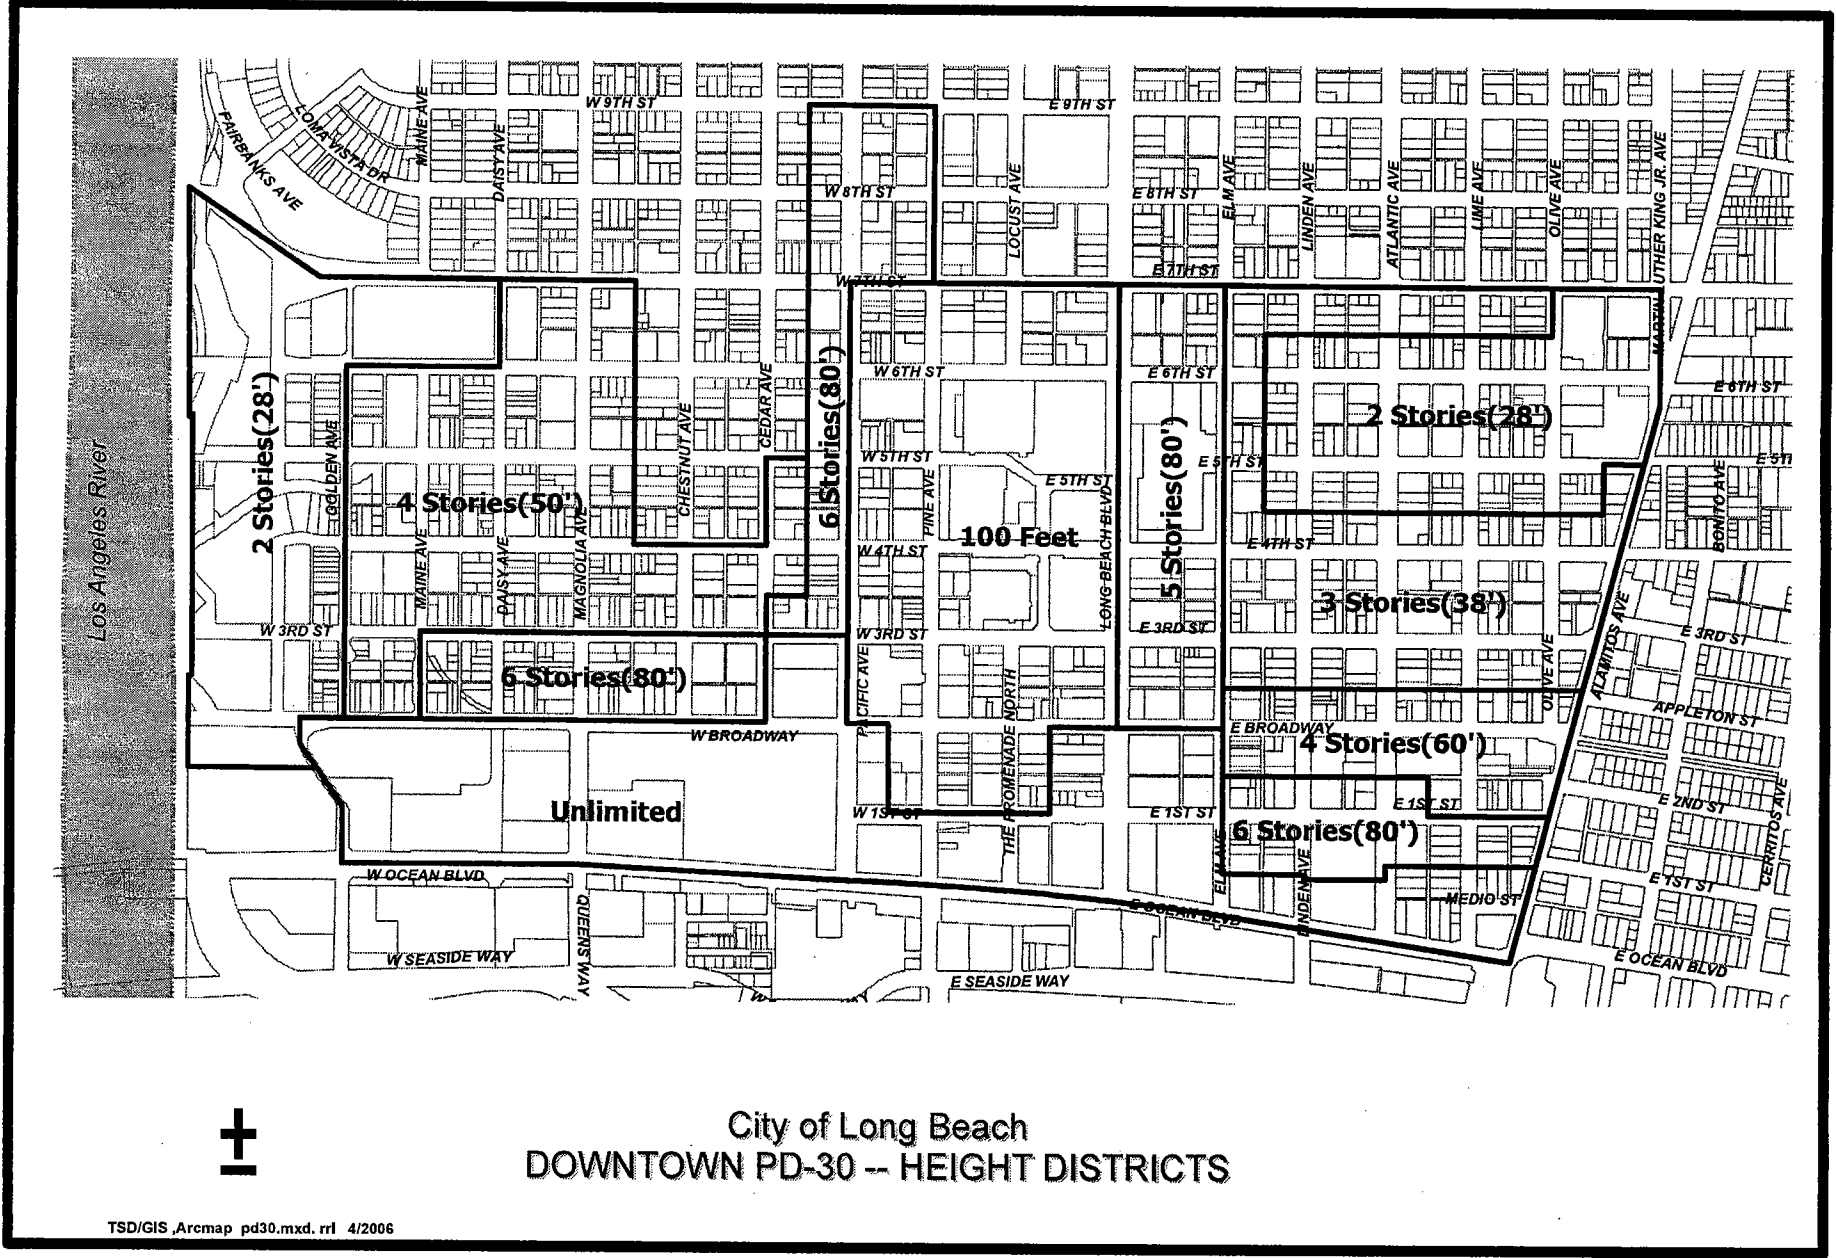 W 9TH ST
E 9TH ST
FAIRBANKS AVE
LOMA VISTA DR
MAINE AVE
DAISY AVE
W 8TH ST
LOCUST AVE
E 8TH ST
ELM AVE
LINDEN AVE
ATLANTIC AVE
LIME AVE
OLIVE AVE
MARTIN LUTHER KING JR. AVE
W 7TH ST
E 7TH ST
W 6TH ST
E 6TH ST
E 6TH ST
Los Angeles River
2 Stories(28')
GOLDEN AVE
4 Stories(50')
CHESTNUT AVE
CEDAR AVE
6 Stories(80')
W 5TH ST
E 5TH ST
E 5TH ST
E 5TH
PINE AVE
100 Feet
LONG BEACH BLVD
5 Stories(80')
2 Stories(28')
BONITO AVE
MAINE AVE
DAISY AVE
MAGNOLIA AVE
W 4TH ST
E 4TH ST
3 Stories(38')
W 3RD ST
W 3RD ST
E 3RD ST
E 3RD ST
ALAMITOS AVE
OLIVE AVE
6 Stories(80')
PACIFIC AVE
THE PROMENADE NORTH
W BROADWAY
E BROADWAY
APPLETON ST
4 Stories(60')
Unlimited
W 1ST ST
E 1ST ST
E 1ST ST
E 2ND ST
CERRITOS AVE
6 Stories(80')
ELM AVE
LINDEN AVE
W OCEAN BLVD
E OCEAN BLVD
MEDIO ST
E 1ST ST
QUEENS WAY
W SEASIDE WAY
E SEASIDE WAY
E OCEAN BLVD
W
City of Long Beach
DOWNTOWN PD-30 -- HEIGHT DISTRICTS
TSD/GIS ,Arcmap pd30.mxd. rrl 4/2006